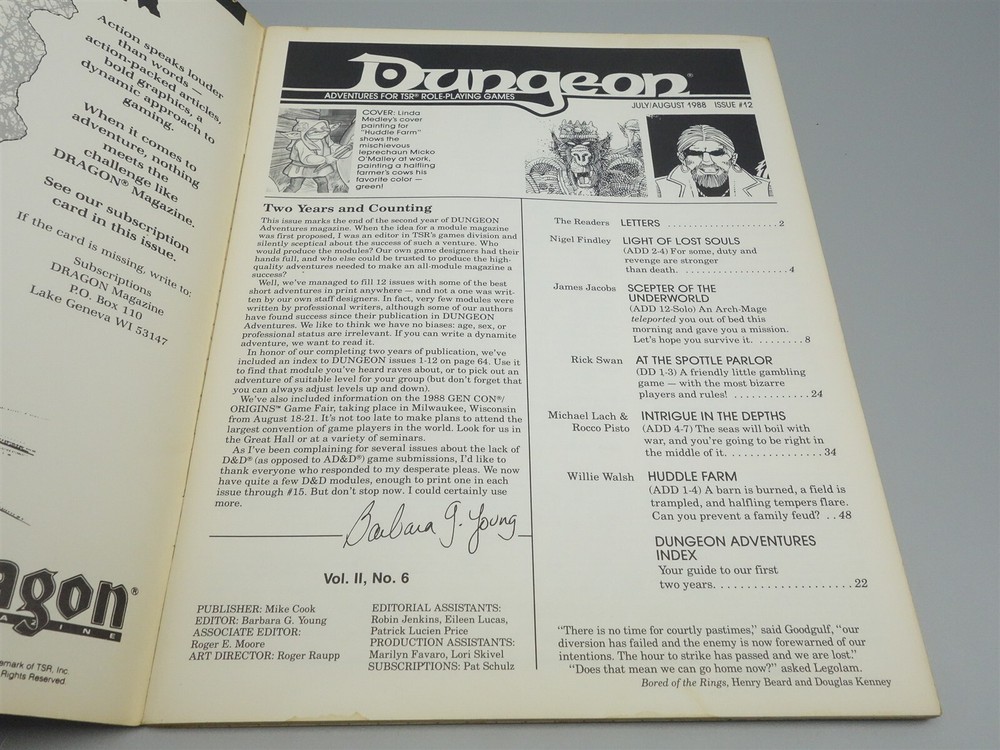 Action speaks louder
than words —
action-packed articles,
bold graphics, a
dynamic approach to
gaming.
When it comes to
adventure, nothing
meets the
challenge like
DRAGON® Magazine.
See our subscription
card in this issue.
If the card is missing, write to:
Subscriptions
DRAGON Magazine
P.O. Box 110
Lake Geneva WI 53147
agon®
AZINE
emark of TSR, Inc.
Rights Reserved
Dungeon®
ADVENTURES FOR TSR® ROLE-PLAYING GAMES
JULY/AUGUST 1988 ISSUE #12
COVER: Linda
Medley's cover
painting for
"Huddle Farm"
shows the
mischievous
leprechaun Micko
O'Malley at work,
painting a halfling
farmer's cows his
favorite color —
green!
Two Years and Counting
This issue marks the end of the second year of DUNGEON
Adventures magazine. When the idea for a module magazine
was first proposed, I was an editor in TSR's games division and
silently sceptical about the success of such a venture. Who
would produce the modules? Our own game designers had their
hands full, and who else could be trusted to produce the high-
quality adventures needed to make an all-module magazine a
success?
Well, we've managed to fill 12 issues with some of the best
short adventures in print anywhere — and not a one was writ-
ten by our own staff designers. In fact, very few modules were
written by professional writers, although some of our authors
have found success since their publication in DUNGEON
Adventures. We like to think we have no biases: age, sex, or
professional status are irrelevant. If you can write a dynamite
adventure, we want to read it.
In honor of our completing two years of publication, we've
included an index to DUNGEON issues 1-12 on page 64. Use it
to find that module you've heard raves about, or to pick out an
adventure of suitable level for your group (but don't forget that
you can always adjust levels up and down).
We've also included information on the 1988 GEN CON®/
ORIGINS™ Game Fair, taking place in Milwaukee, Wisconsin
from August 18-21. It's not too late to make plans to attend the
largest convention of game players in the world. Look for us in
the Great Hall or at a variety of seminars.
As I've been complaining for several issues about the lack of
D&D® (as opposed to AD&D®) game submissions, I'd like to
thank everyone who responded to my desperate pleas. We now
have quite a few D&D modules, enough to print one in each
issue through #15. But don't stop now. I could certainly use
more.
Barbara G. Young
Vol. II, No. 6
PUBLISHER: Mike Cook
EDITOR: Barbara G. Young
ASSOCIATE EDITOR:
Roger E. Moore
ART DIRECTOR: Roger Raupp
EDITORIAL ASSISTANTS:
Robin Jenkins, Eileen Lucas,
Patrick Lucien Price
PRODUCTION ASSISTANTS:
Marilyn Favaro, Lori Skivel
SUBSCRIPTIONS: Pat Schulz
The Readers LETTERS . . . . . . . . . . . . . . . . . . . . . 2
Nigel Findley LIGHT OF LOST SOULS
(ADD 2-4) For some, duty and
revenge are stronger
than death. . . . . . . . . . . . . . . . . . . . 4
James Jacobs SCEPTER OF THE
UNDERWORLD
(ADD 12-Solo) An Arch-Mage
teleported you out of bed this
morning and gave you a mission.
Let's hope you survive it. . . . . . . . . 8
Rick Swan AT THE SPOTTLE PARLOR
(DD 1-3) A friendly little gambling
game — with the most bizarre
players and rules! . . . . . . . . . . . . . 24
Michael Lach & INTRIGUE IN THE DEPTHS
Rocco Pisto (ADD 4-7) The seas will boil with
war, and you're going to be right in
the middle of it. . . . . . . . . . . . . . . 34
Willie Walsh HUDDLE FARM
(ADD 1-4) A barn is burned, a field is
trampled, and halfling tempers flare.
Can you prevent a family feud? . . 48
DUNGEON ADVENTURES
INDEX
Your guide to our first
two years. . . . . . . . . . . . . . . . . . . . . 22
"There is no time for courtly pastimes," said Goodgulf, "our
diversion has failed and the enemy is now forewarned of our
intentions. The hour to strike has passed and we are lost."
"Does that mean we can go home now?" asked Legolam.
Bored of the Rings, Henry Beard and Douglas Kenney